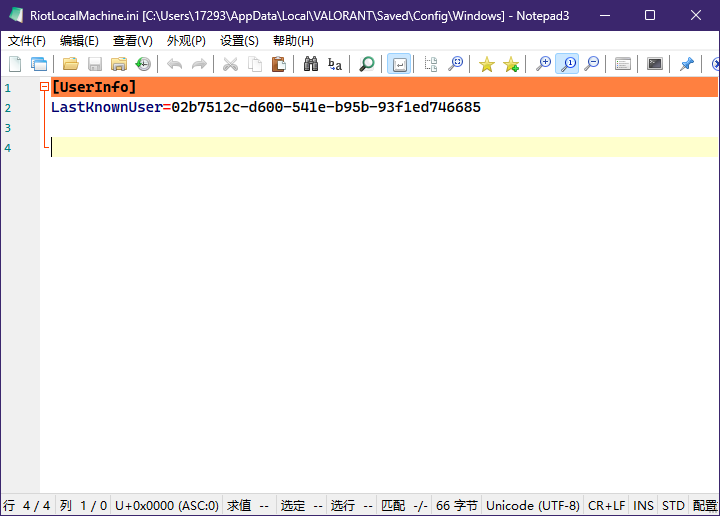 RiotLocalMachine.ini [C:\Users\17293\AppData\Local\VALORANT\Saved\Config\Windows] - Notepad3
文件(F) 编辑(E) 查看(V) 外观(P) 设置(S) 帮助(H)
1 [UserInfo]
2 LastKnownUser=02b7512c-d600-541e-b95b-93f1ed746685
3
4
行 4 / 4 列 1 / 0 U+0x0000 (ASC:0) 求值 -- 选定 -- 选行 -- 匹配 -/- 66 字节 Unicode (UTF-8) CR+LF INS STD 配置